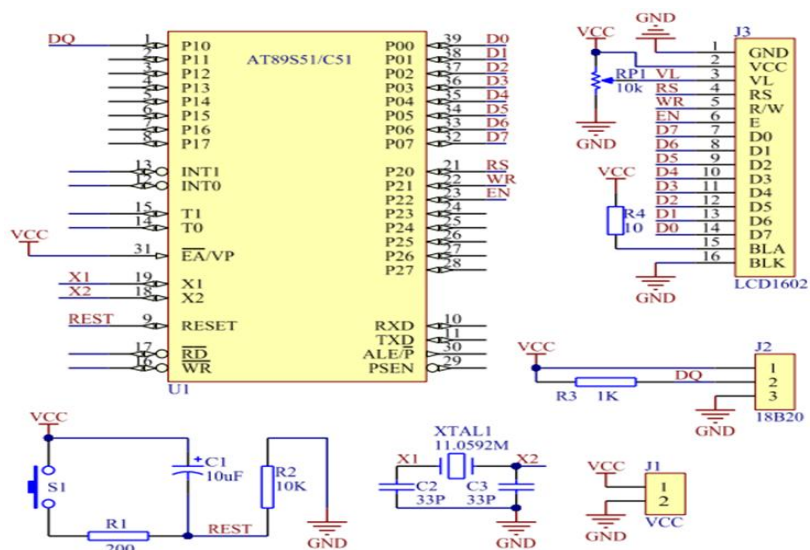 AT89S51/C51
DQ 1 P10 P00 39 D0
2 P11 P01 38 D1
3 P12 P02 37 D2
4 P13 P03 36 D3
5 P14 P04 35 D4
6 P15 P05 34 D5
7 P16 P06 33 D6
8 P17 P07 32 D7
13 INT1 P20 21 RS
12 INT0 P21 22 WR
P22 23 EN
15 T1 P23 24
14 T0 P24 25
P25 26
VCC 31 EA/VP P26 27
P27 28
X1 19 X1
X2 18 X2
REST 9 RESET RXD 10
TXD 11
17 RD ALE/P 30
16 WR PSEN 29
U1
GND J3
VCC 1 GND
2 VCC
RP1 VL 3 VL
10k RS 4 RS
WR 5 R/W
EN 6 E
GND D7 7 D0
D6 8 D1
D5 9 D2
VCC D4 10 D3
D3 11 D4
D2 12 D5
R4 D1 13 D6
10 D0 14 D7
15 BLA
16 BLK
GND LCD1602
VCC J2
1
DQ 2
R3 1K 3
GND 18B20
VCC
S1
C1
10uF
R2
10K
R1
200
REST
GND
XTAL1
11.0592M
X1 X2
C2 C3
33P 33P
GND
VCC J1
1
2
GND VCC